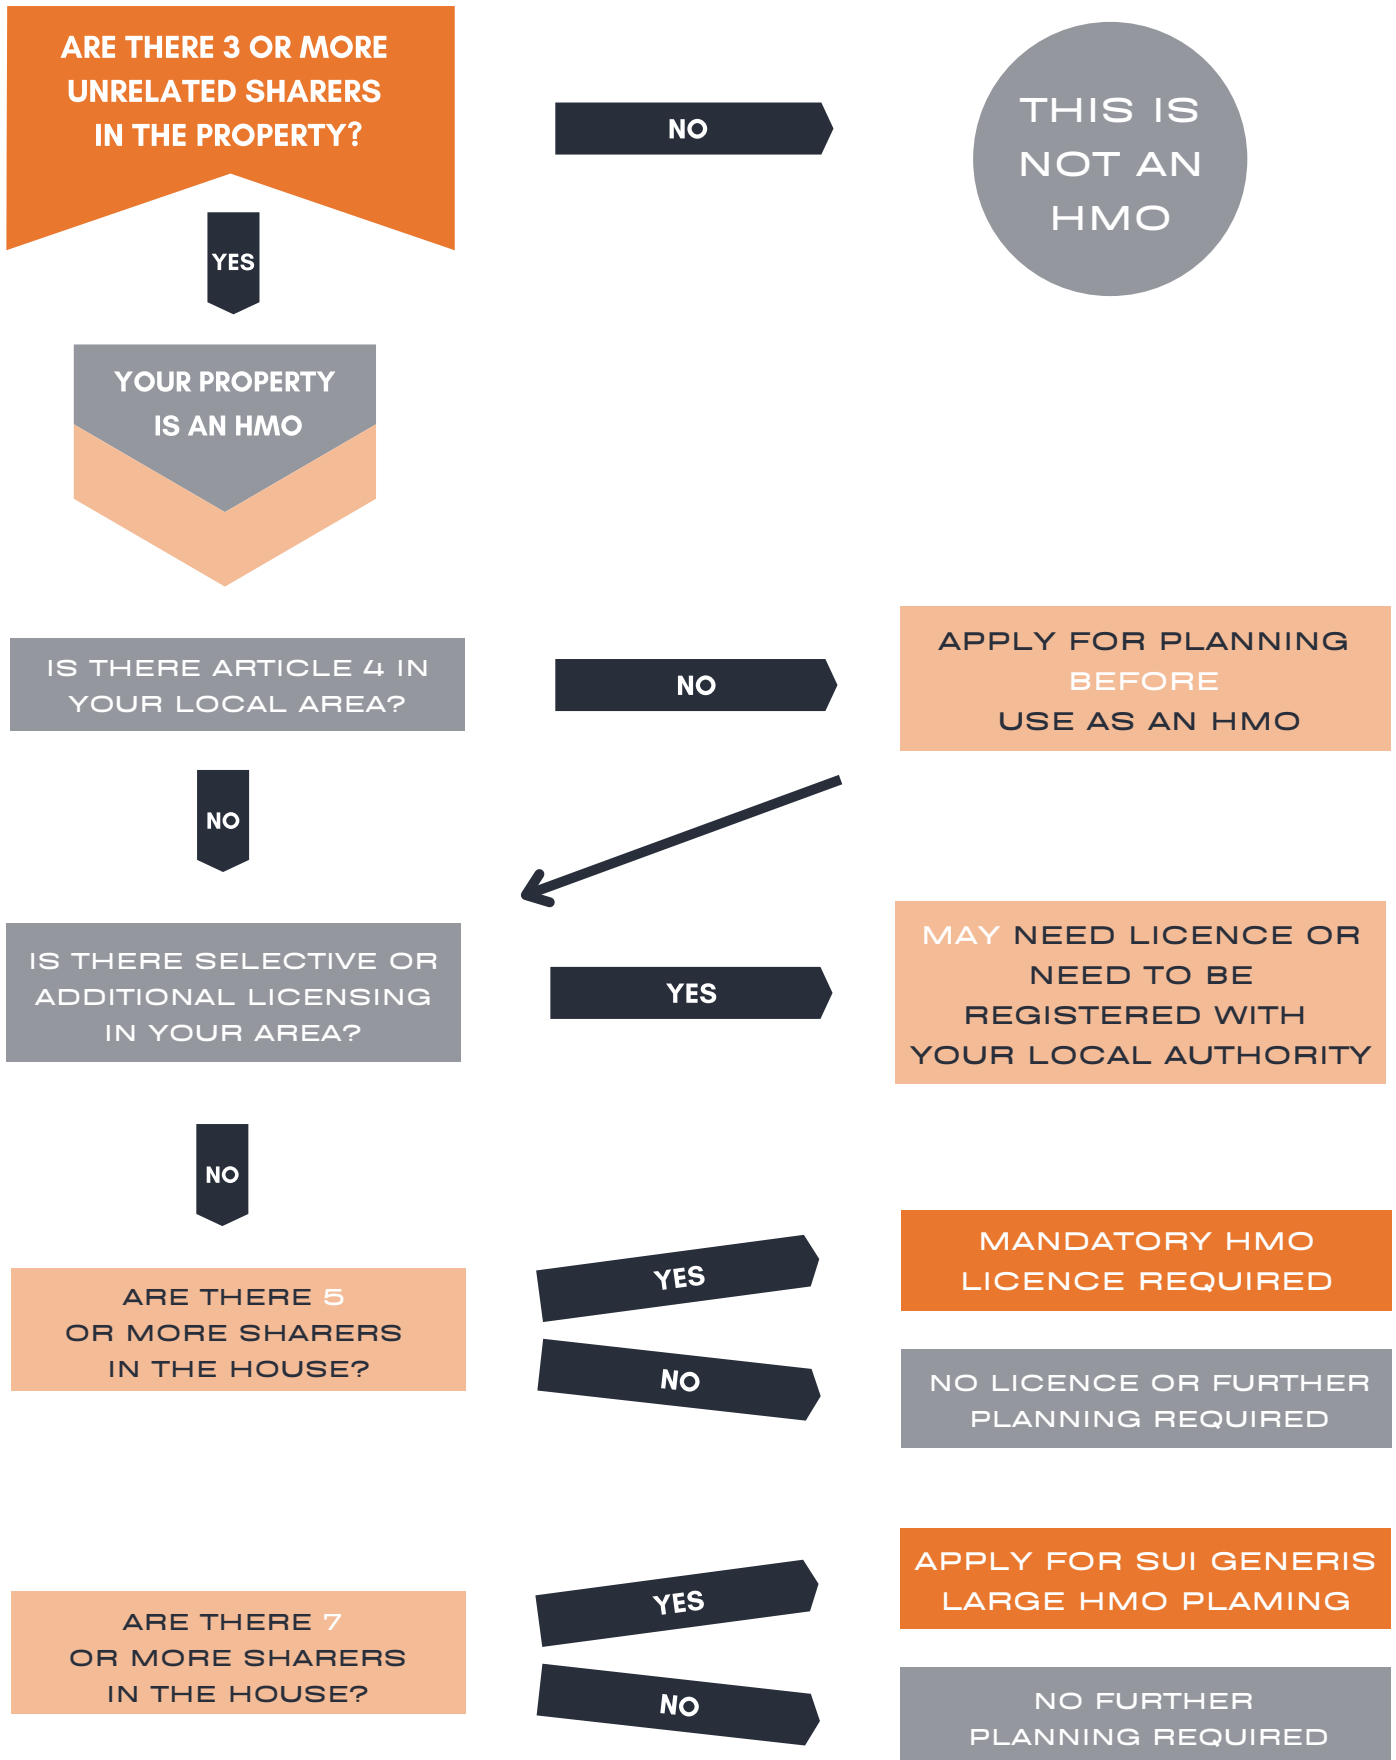 ARE THERE 3 OR MORE
UNRELATED SHARERS
IN THE PROPERTY?
NO
THIS IS
NOT AN
HMO
YES
YOUR PROPERTY
IS AN HMO
IS THERE ARTICLE 4 IN
YOUR LOCAL AREA?
NO
APPLY FOR PLANNING
BEFORE
USE AS AN HMO
NO
IS THERE SELECTIVE OR
ADDITIONAL LICENSING
IN YOUR AREA?
YES
MAY NEED LICENCE OR
NEED TO BE
REGISTERED WITH
YOUR LOCAL AUTHORITY
NO
ARE THERE 5
OR MORE SHARERS
IN THE HOUSE?
YES
MANDATORY HMO
LICENCE REQUIRED
NO
NO LICENCE OR FURTHER
PLANNING REQUIRED
ARE THERE 7
OR MORE SHARERS
IN THE HOUSE?
YES
APPLY FOR SUI GENERIS
LARGE HMO PLAMING
NO
NO FURTHER
PLANNING REQUIRED